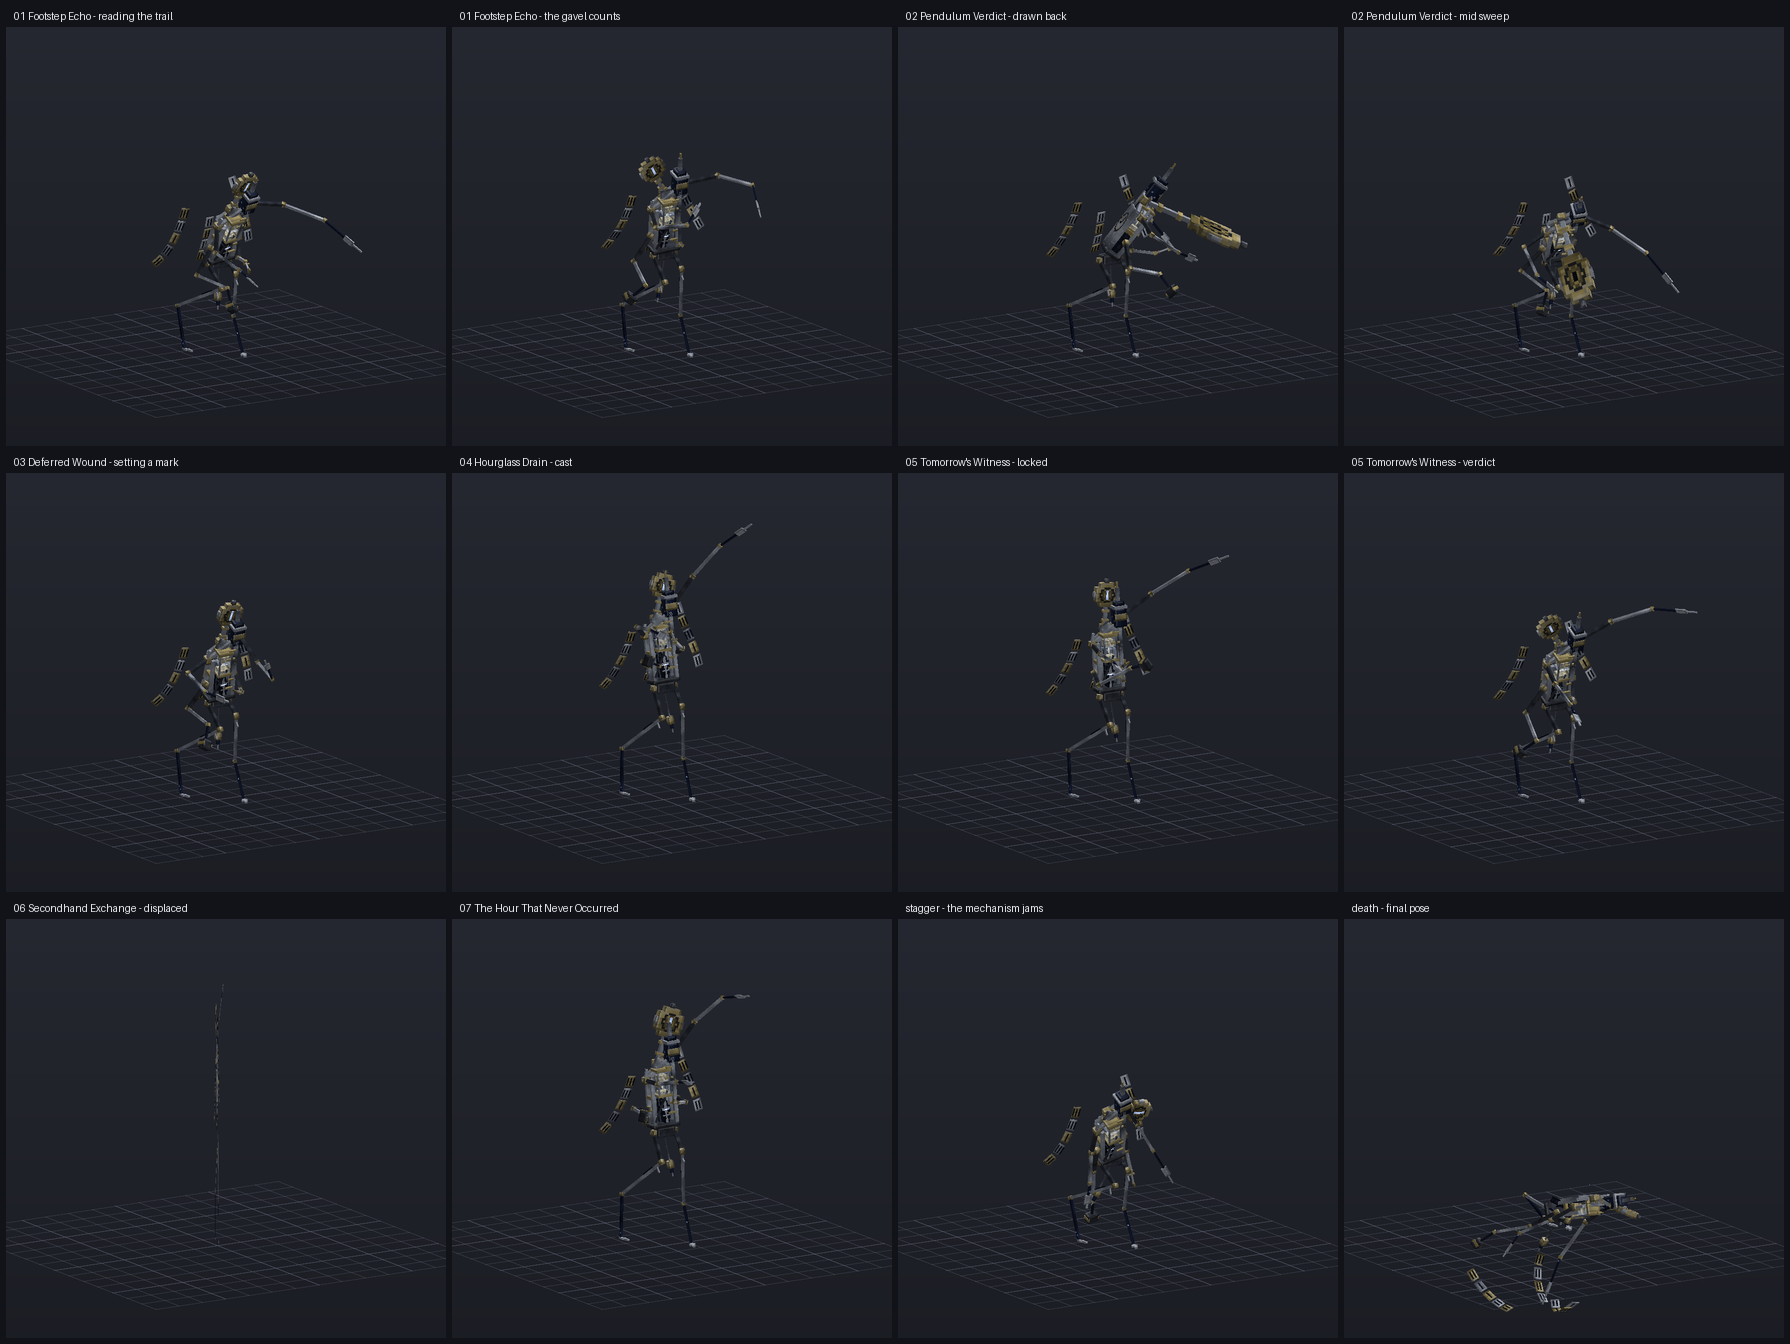 01 Footstep Echo - reading the trail
01 Footstep Echo - the gavel counts
02 Pendulum Verdict - drawn back
02 Pendulum Verdict - mid sweep
03 Deferred Wound - setting a mark
04 Hourglass Drain - cast
05 Tomorrow's Witness - locked
05 Tomorrow's Witness - verdict
06 Secondhand Exchange - displaced
07 The Hour That Never Occurred
stagger - the mechanism jams
death - final pose